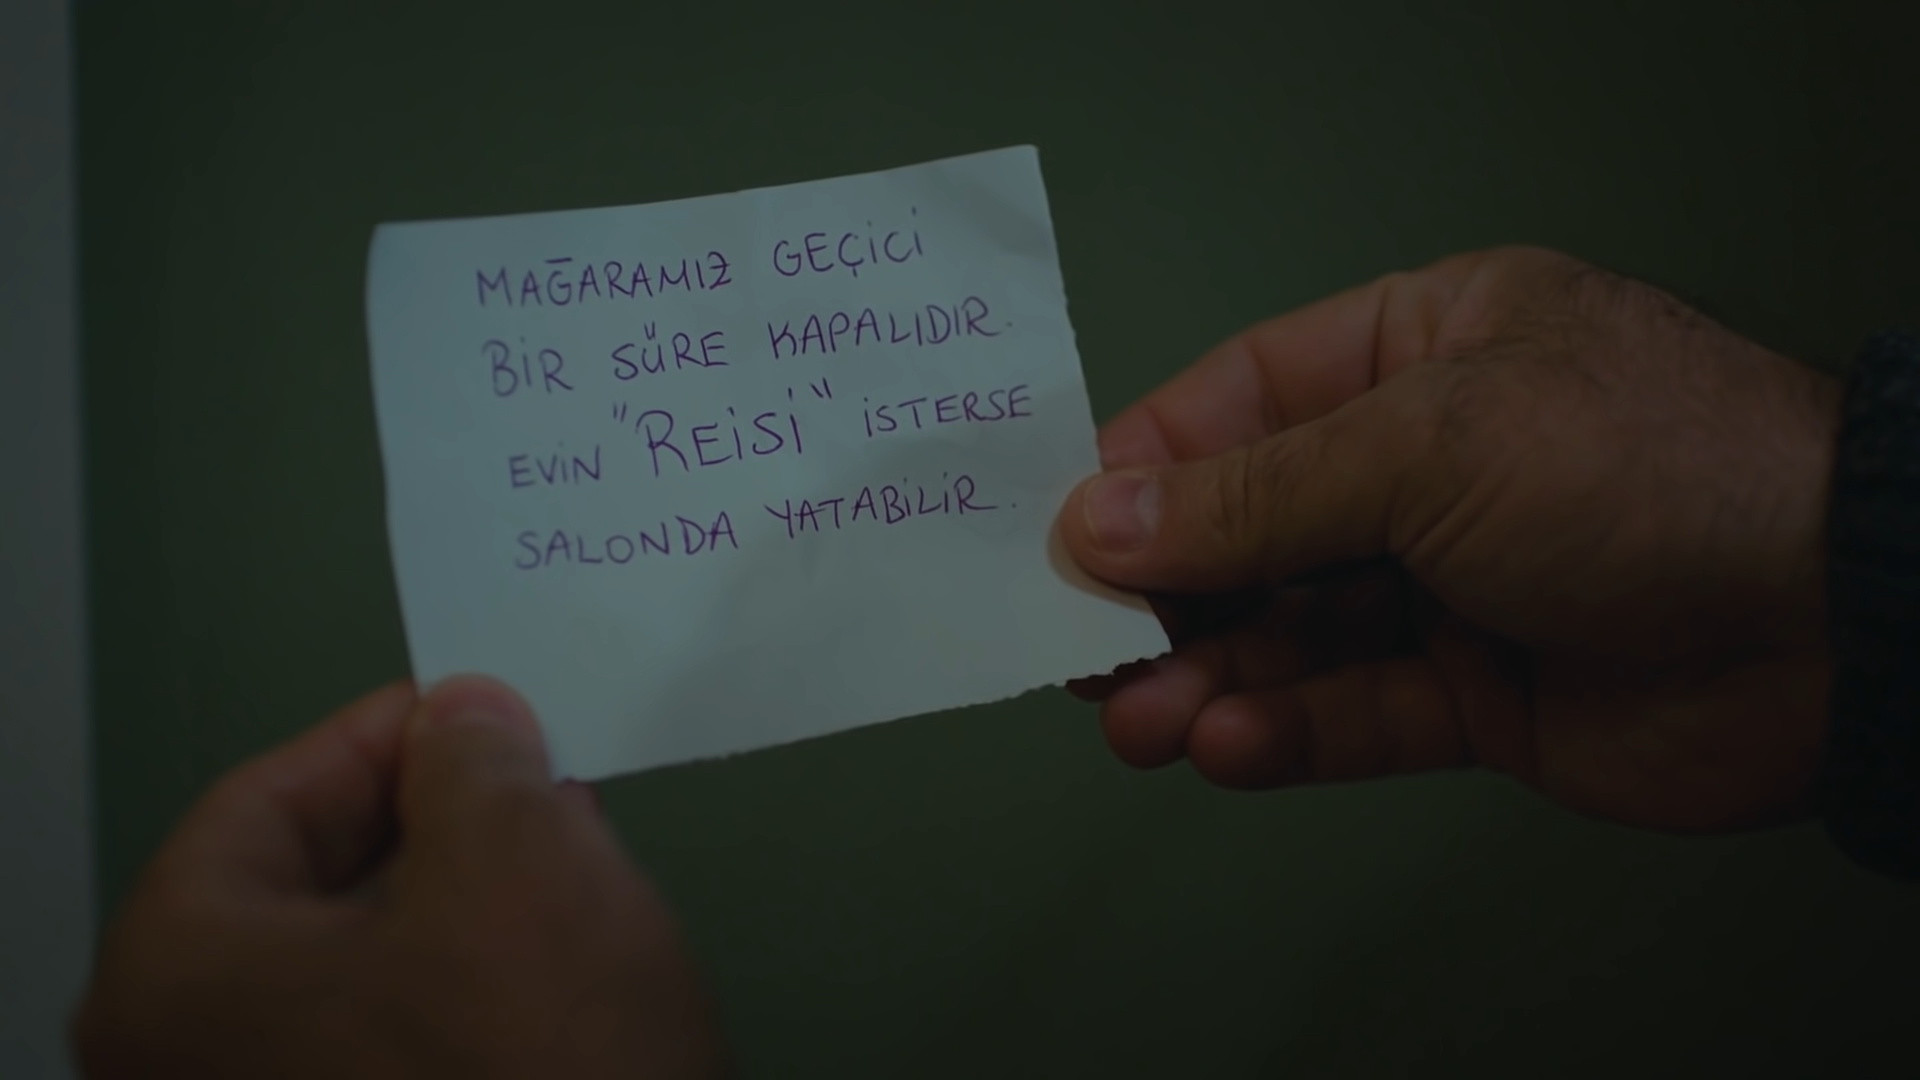 MAĞARAMIZ GEÇİCİ
BİR SÜRE KAPALIDIR.
EVİN "REİSİ" İSTERSE
SALONDA YATABİLİR.